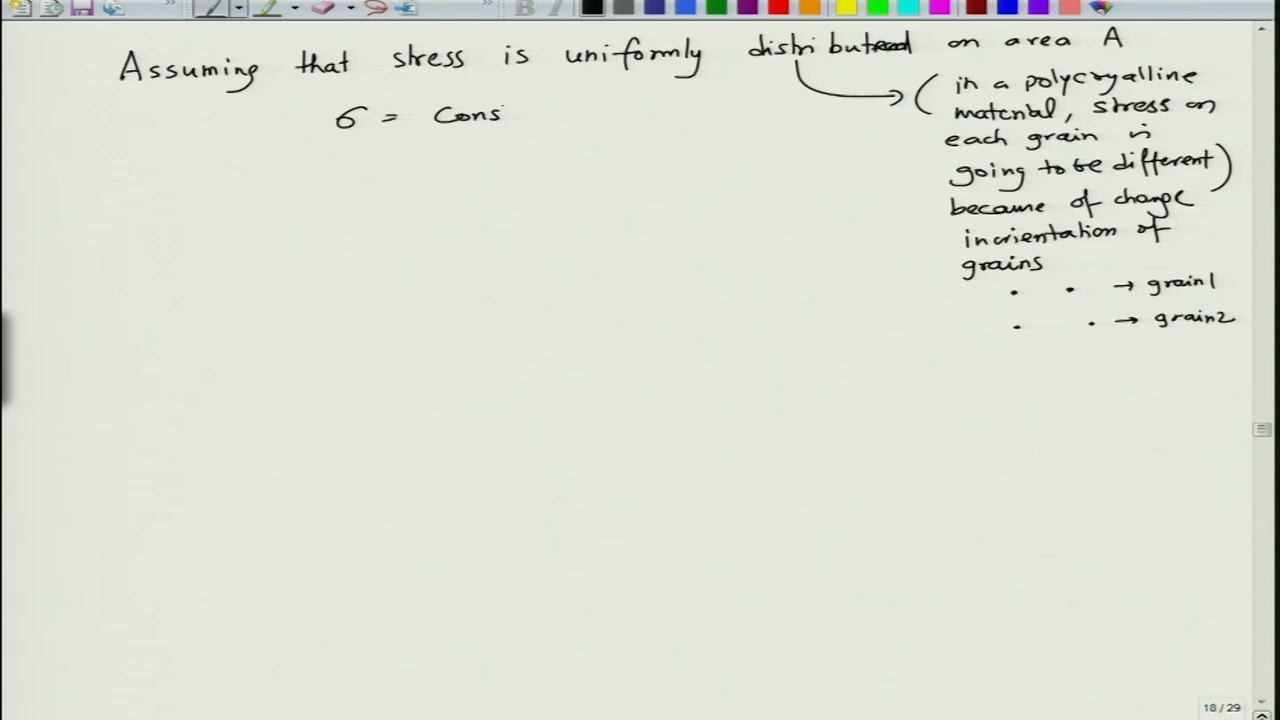 Assuming that stress is uniformly distributed on area A
σ = Cons
(in a polycryalline
material, stress on
each grain is
going to be different)
because of change
in orientation of
grains
. . → grain1
. . → grain2
18 / 29